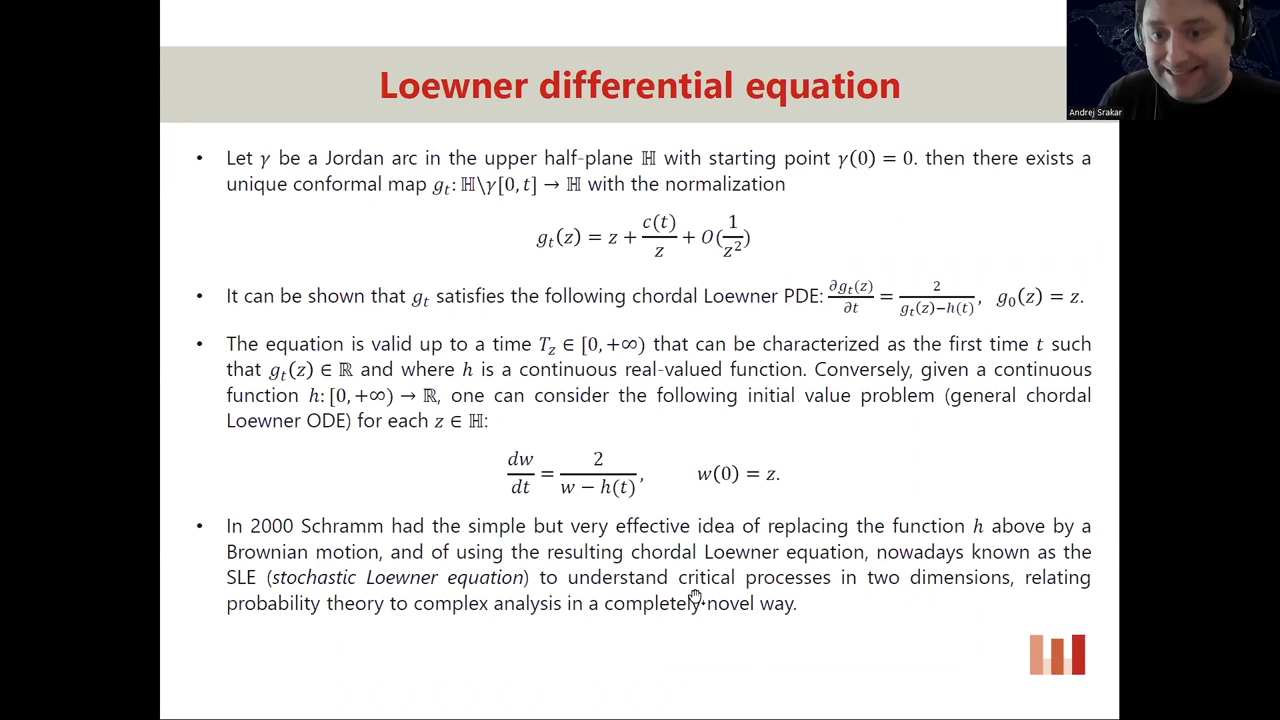 Loewner differential equation
Andrej Srakar
• Let γ be a Jordan arc in the upper half-plane ℍ with starting point γ(0) = 0. then there exists a
unique conformal map g_t: ℍ\γ[0, t] → ℍ with the normalization
g_t(z) = z + c(t)/z + O(1/z²)
• It can be shown that g_t satisfies the following chordal Loewner PDE: ∂g_t(z)/∂t = 2/(g_t(z)−h(t)), g_0(z) = z.
• The equation is valid up to a time T_z ∈ [0, +∞) that can be characterized as the first time t such
that g_t(z) ∈ ℝ and where h is a continuous real-valued function. Conversely, given a continuous
function h: [0, +∞) → ℝ, one can consider the following initial value problem (general chordal
Loewner ODE) for each z ∈ ℍ:
dw/dt = 2/(w − h(t)), w(0) = z.
• In 2000 Schramm had the simple but very effective idea of replacing the function h above by a
Brownian motion, and of using the resulting chordal Loewner equation, nowadays known as the
SLE (stochastic Loewner equation) to understand critical processes in two dimensions, relating
probability theory to complex analysis in a completely novel way.